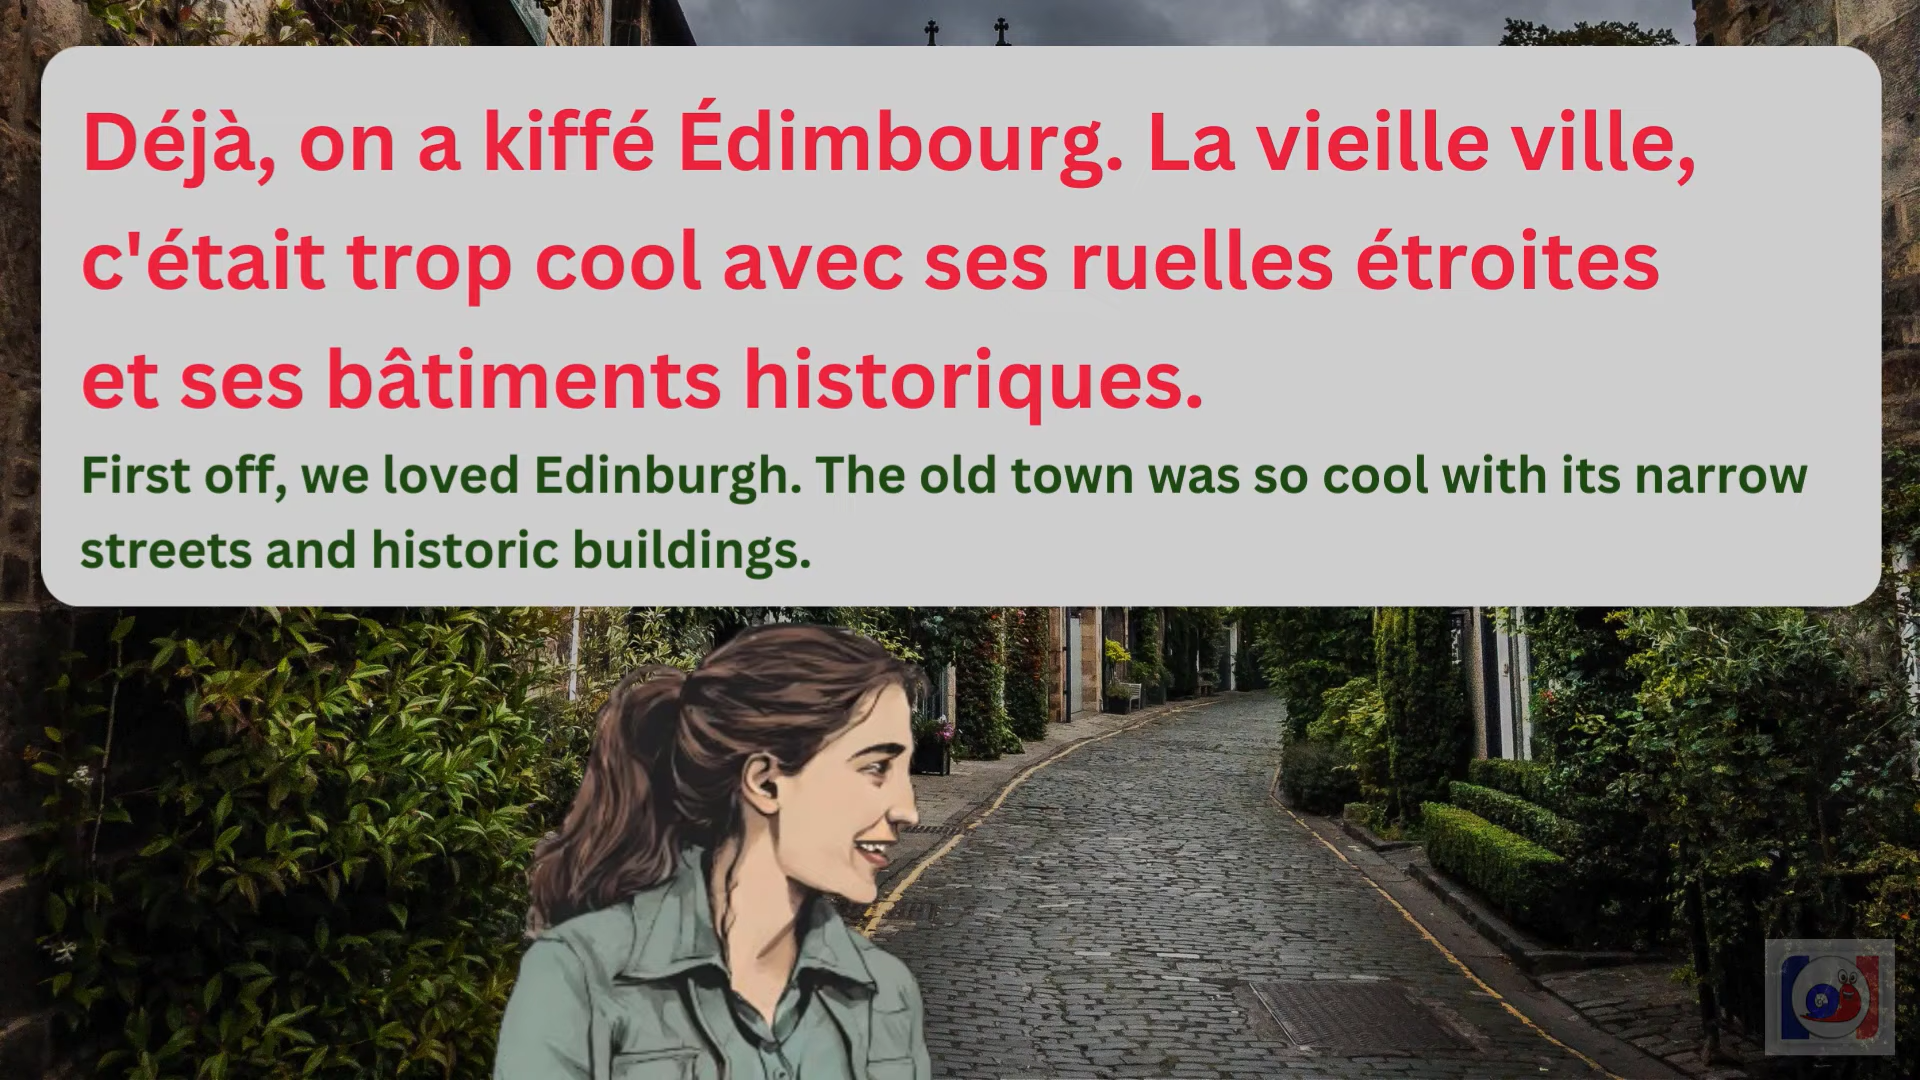 Déjà, on a kiffé Édimbourg. La vieille ville,
c'était trop cool avec ses ruelles étroites
et ses bâtiments historiques.
First off, we loved Edinburgh. The old town was so cool with its narrow
streets and historic buildings.